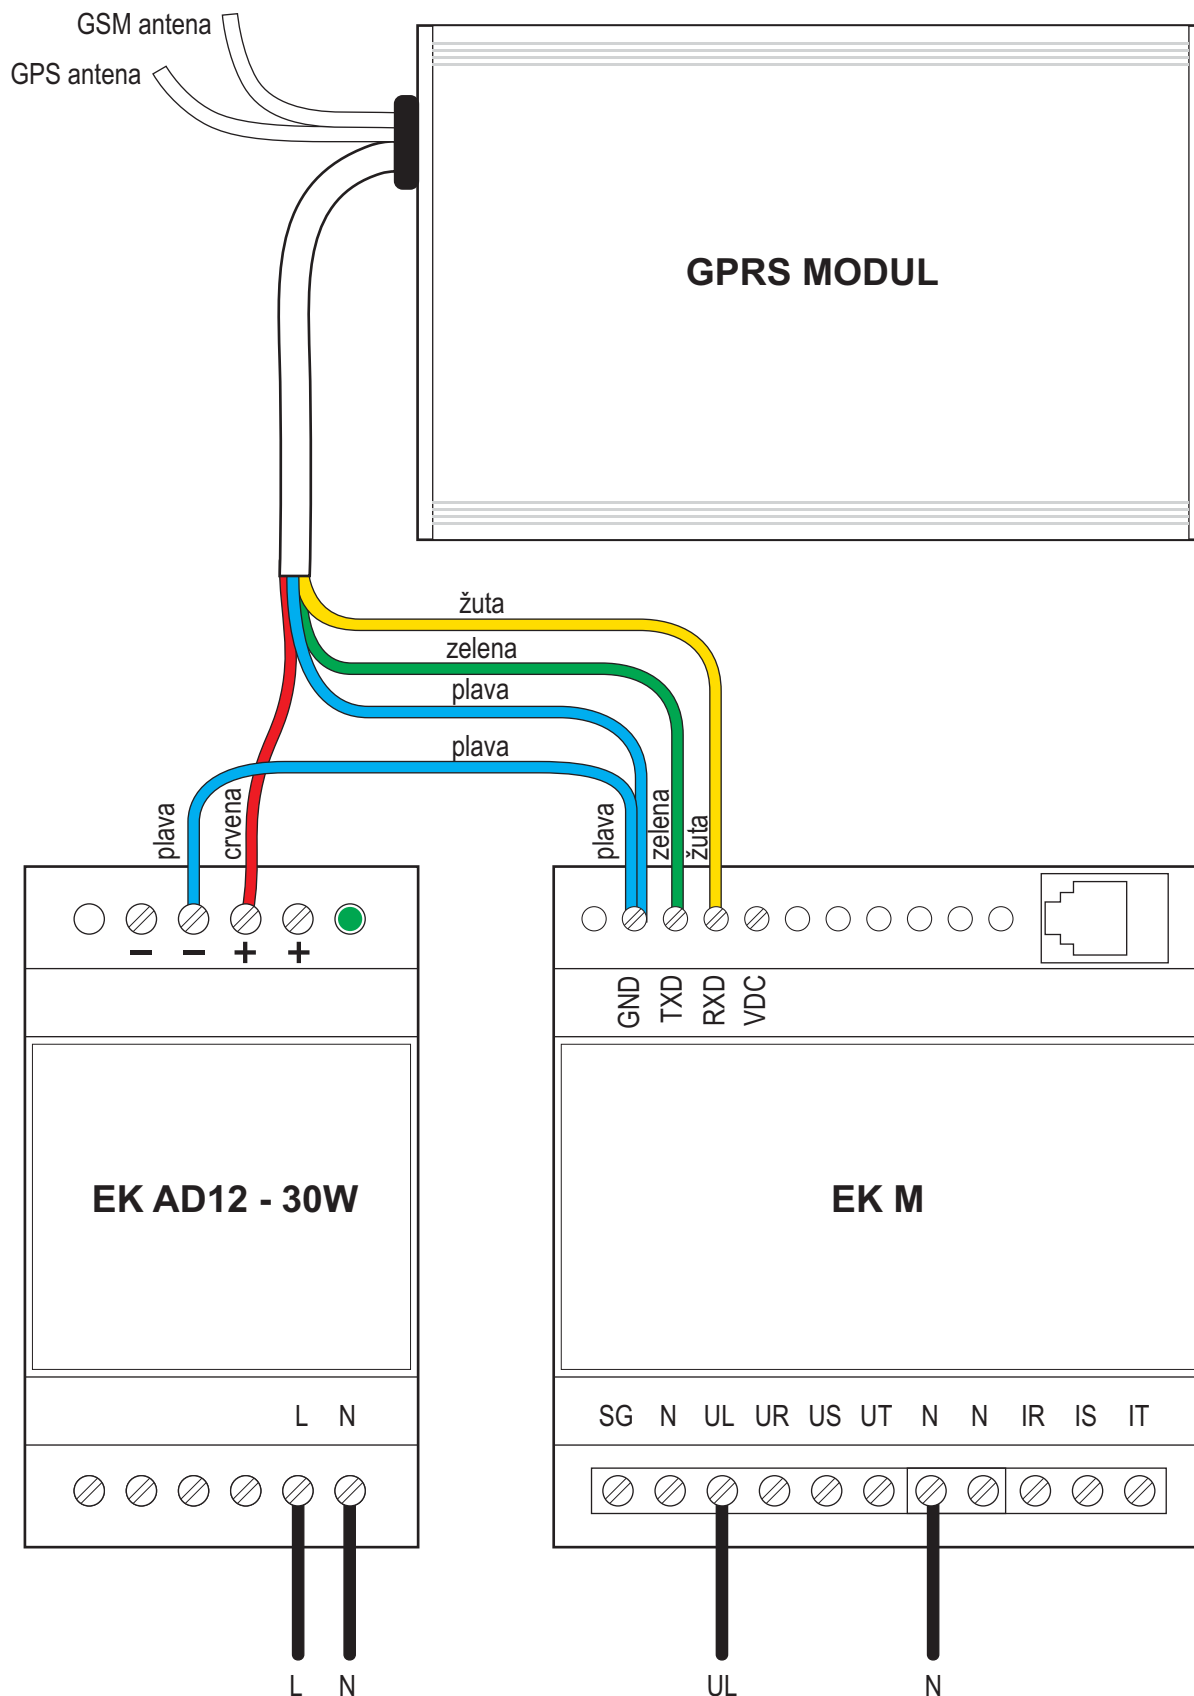 GSM antena
GPS antena
GPRS MODUL
žuta
zelena
plava
plava
plava
crvena
plava
zelena
žuta
− − + +
GND TXD RXD VDC
EK AD12 - 30W
EK M
L N
SG N UL UR US UT N N IR IS IT
L N
UL N